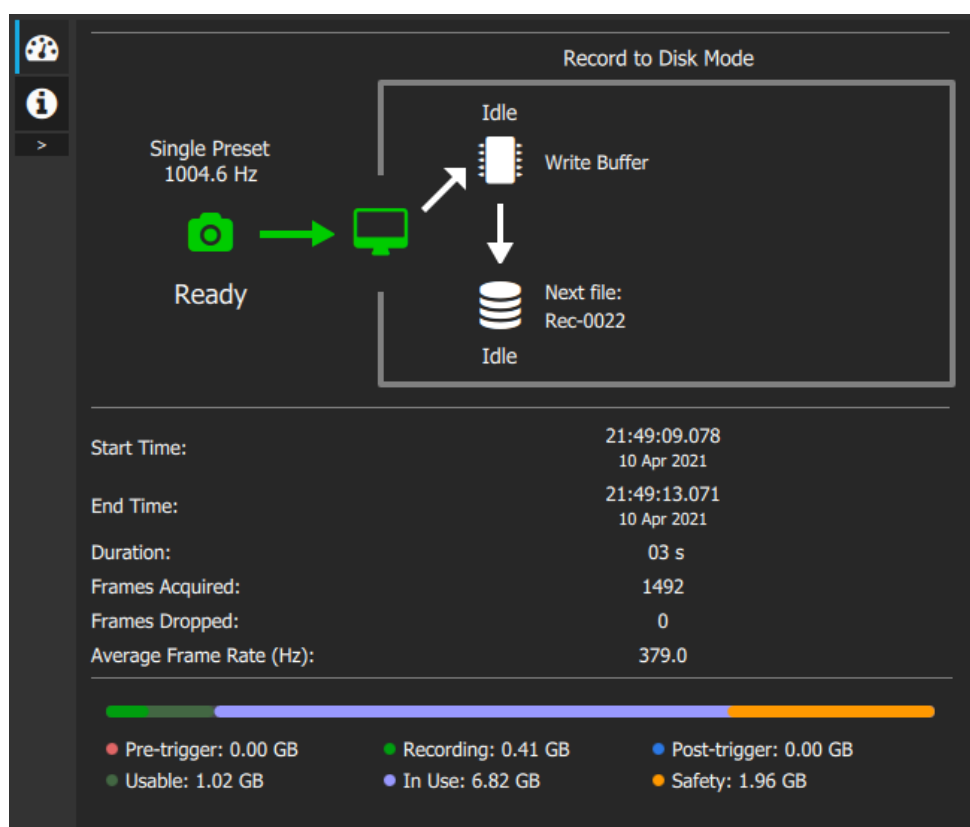 Record to Disk Mode
Idle
Single Preset
1004.6 Hz
Write Buffer
Ready
Next file:
Rec-0022
Idle
>
Start Time: 21:49:09.078
10 Apr 2021
End Time: 21:49:13.071
10 Apr 2021
Duration: 03 s
Frames Acquired: 1492
Frames Dropped: 0
Average Frame Rate (Hz): 379.0
Pre-trigger: 0.00 GB Recording: 0.41 GB Post-trigger: 0.00 GB
Usable: 1.02 GB In Use: 6.82 GB Safety: 1.96 GB